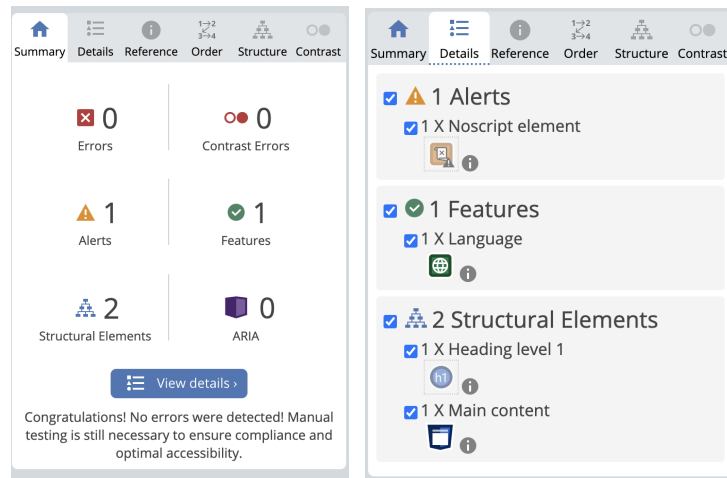 Summary Details Reference Order Structure Contrast
1→2
3→4
0
Errors
0
Contrast Errors
1
Alerts
1
Features
2
Structural Elements
0
ARIA
View details ›
Congratulations! No errors were detected! Manual
testing is still necessary to ensure compliance and
optimal accessibility.
1→2
3→4
Summary Details Reference Order Structure Contrast
1 Alerts
1 X Noscript element
1 Features
1 X Language
2 Structural Elements
1 X Heading level 1
h1
1 X Main content